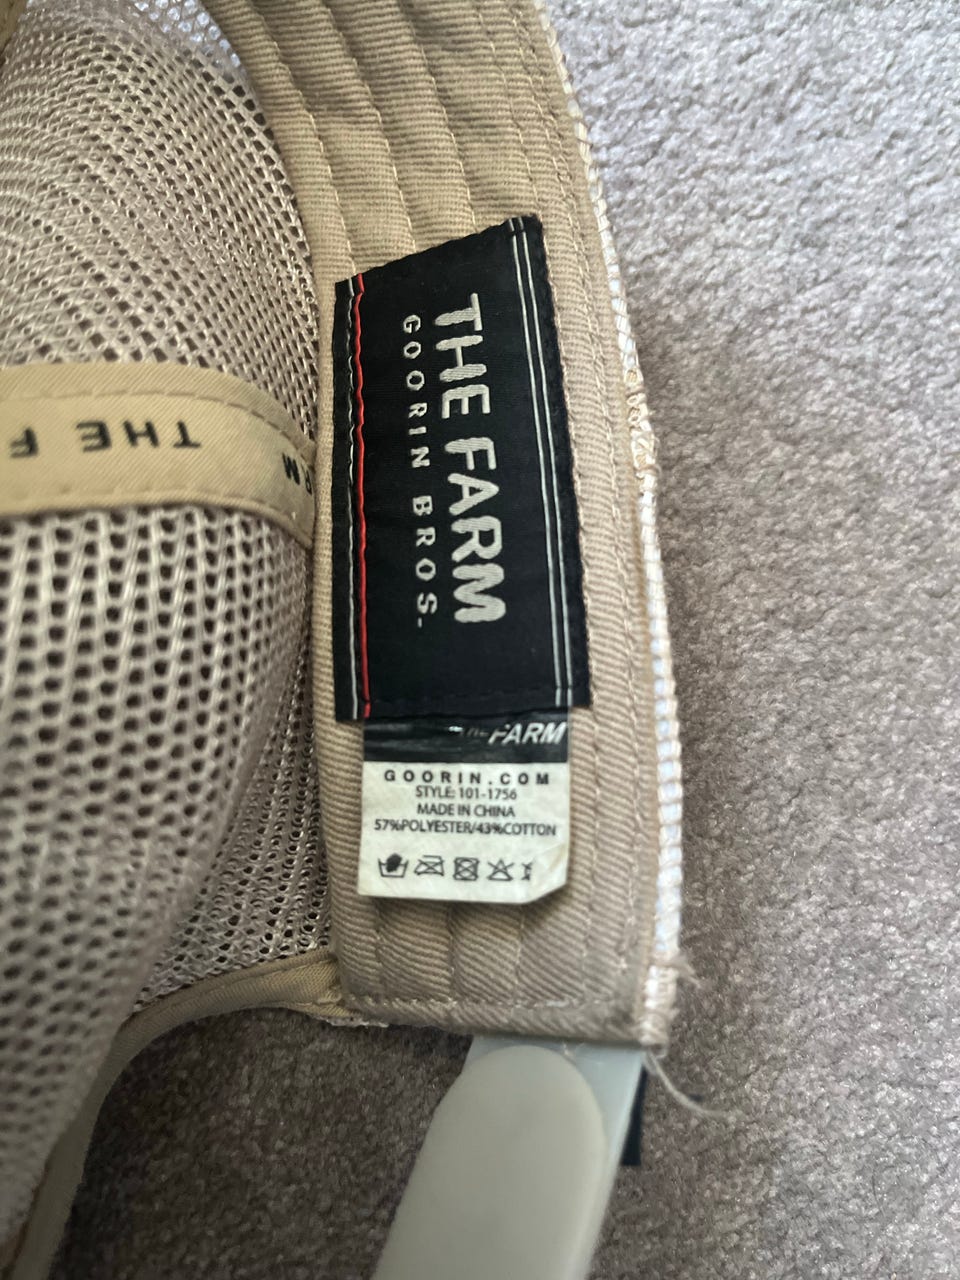 THE FARM
GOORIN BROS.
FARM
GOORIN.COM
STYLE: 101-1756
MADE IN CHINA
57%POLYESTER/43%COTTON
THE F